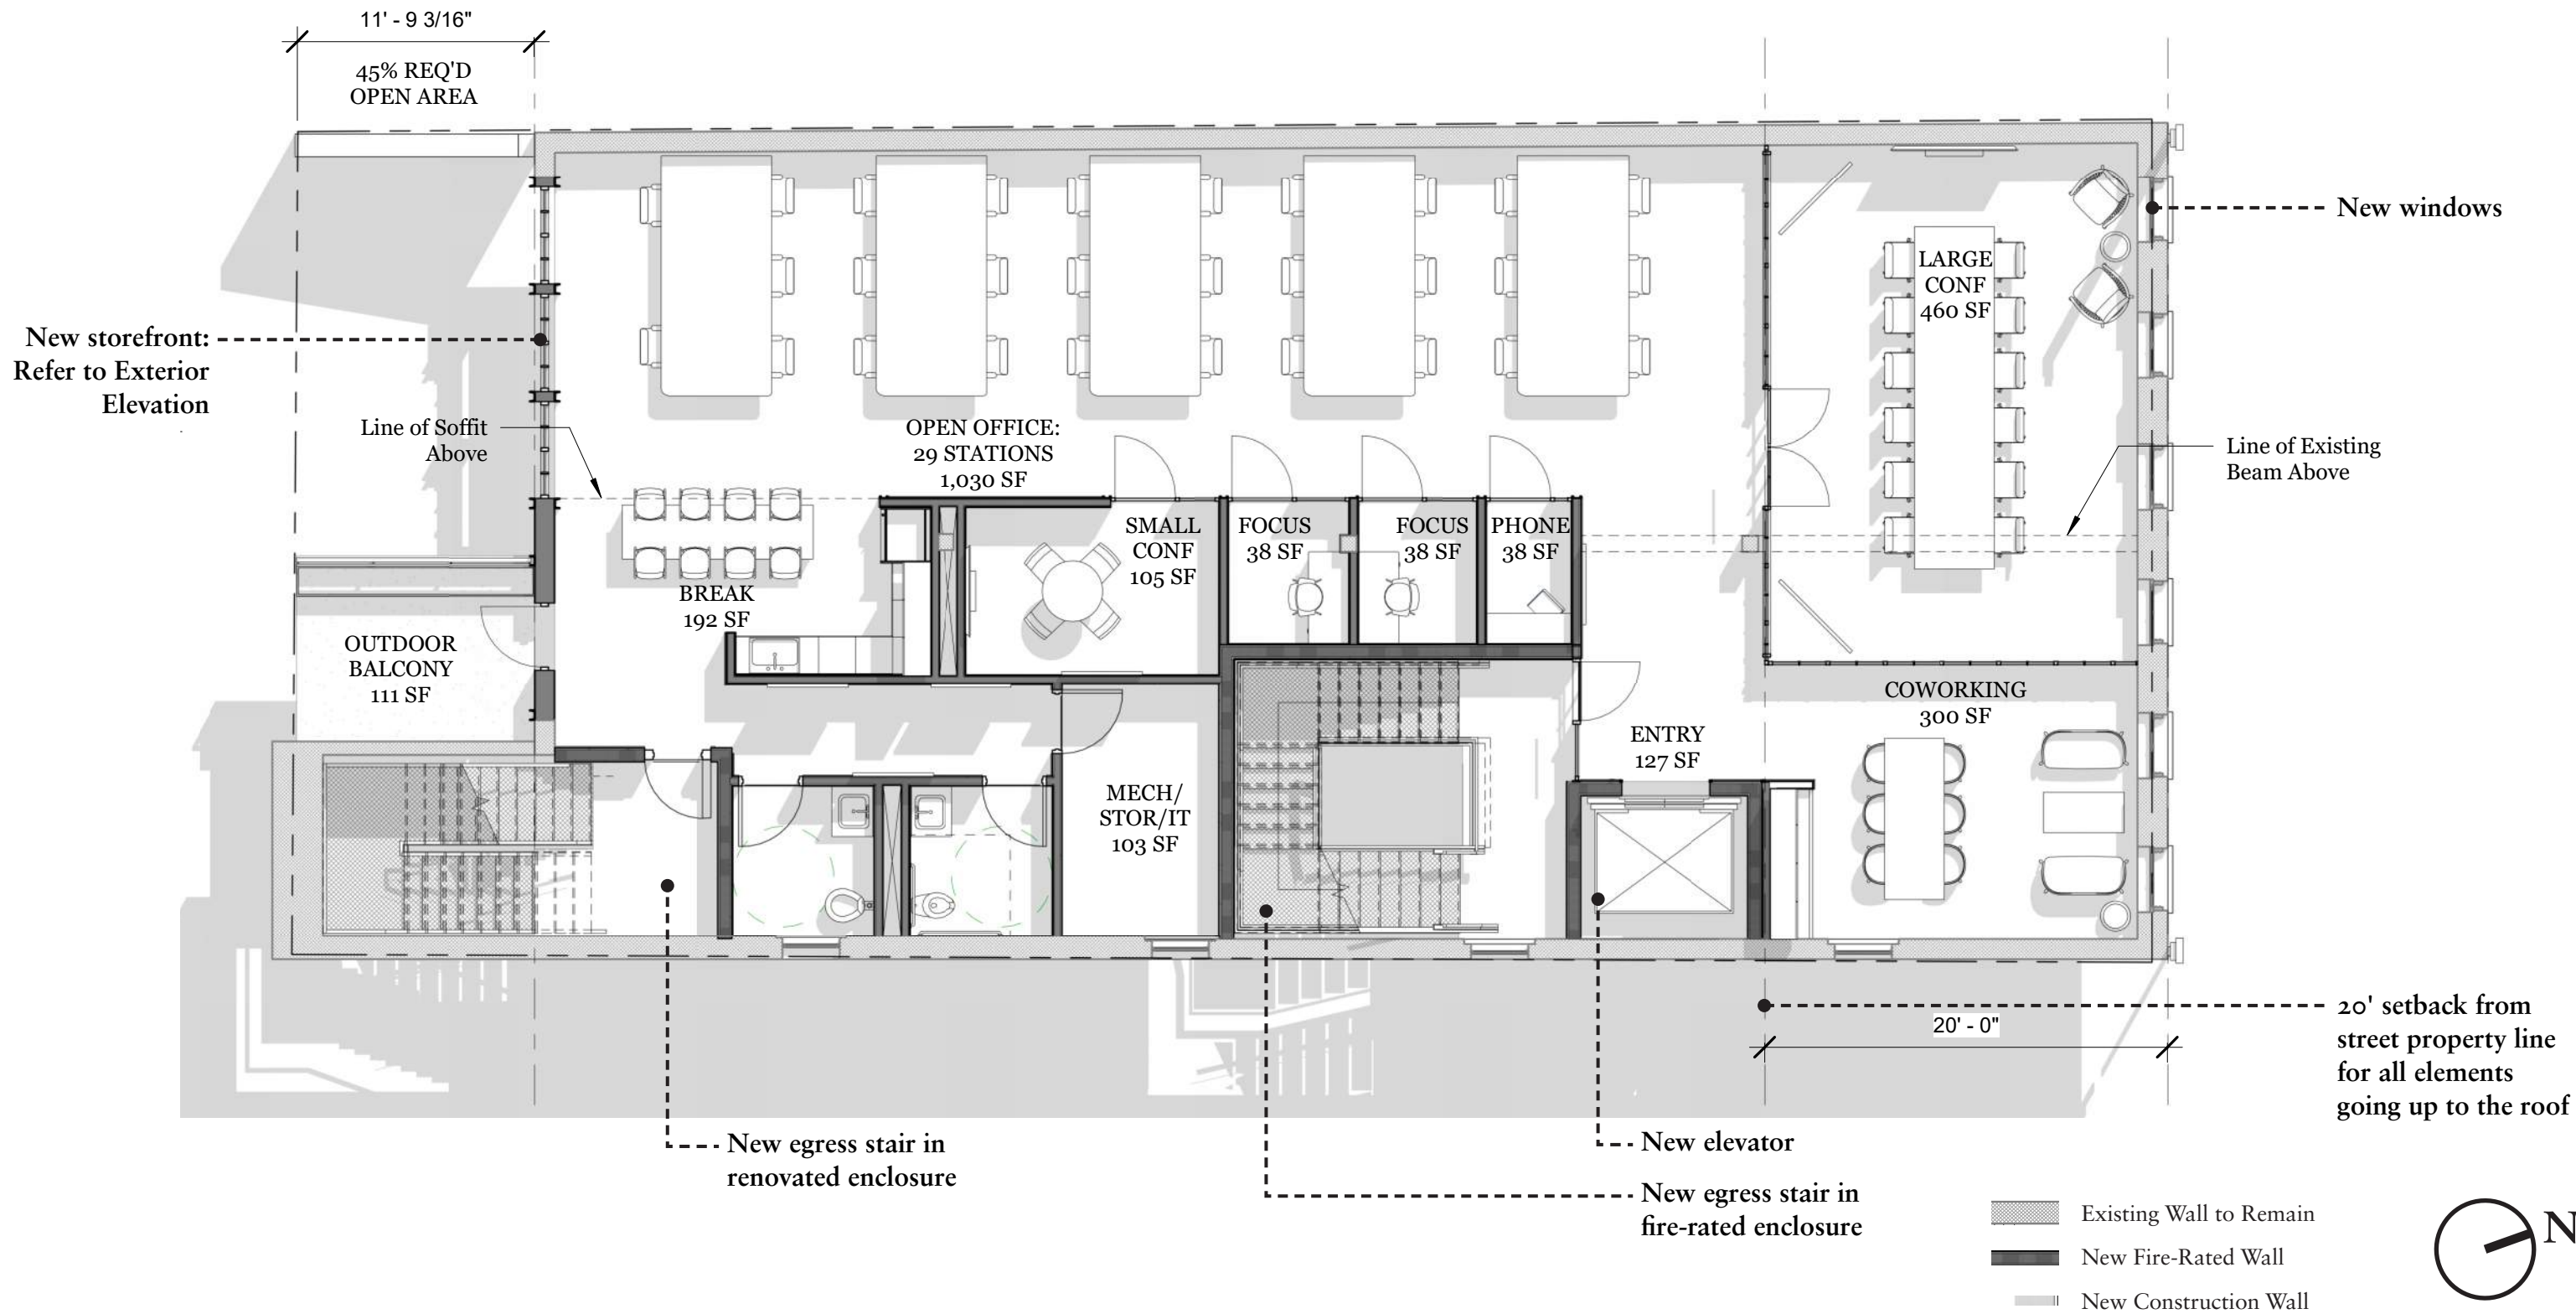 11' - 9 3/16"
45% REQ'D
OPEN AREA
New windows
LARGE
CONF
460 SF
New storefront:
Refer to Exterior
Elevation
Line of Soffit
Above
OPEN OFFICE:
29 STATIONS
1,030 SF
Line of Existing
Beam Above
SMALL
CONF
105 SF
FOCUS
38 SF
FOCUS
38 SF
PHONE
38 SF
BREAK
192 SF
OUTDOOR
BALCONY
111 SF
COWORKING
300 SF
ENTRY
127 SF
MECH/
STOR/IT
103 SF
20' setback from
street property line
for all elements
going up to the roof
20' - 0"
New egress stair in
renovated enclosure
New elevator
New egress stair in
fire-rated enclosure
Existing Wall to Remain
New Fire-Rated Wall
New Construction Wall
N